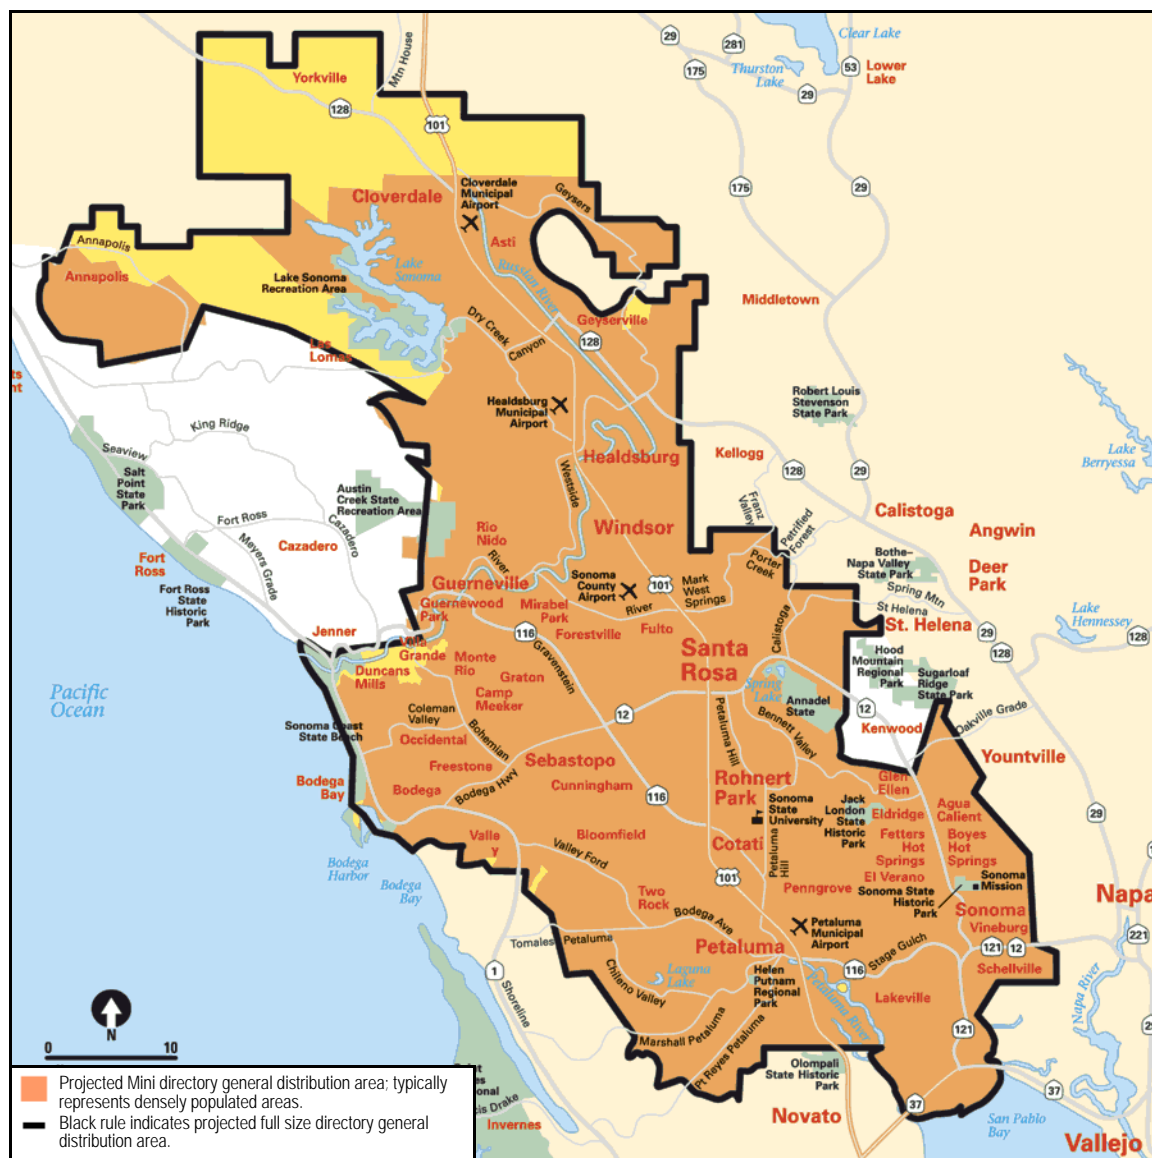 29
281
Clear Lake
175
Thurston
Lake
53
Lower
Lake
29
Mtn House
Yorkville
128
101
175
29
Cloverdale
Cloverdale
Municipal
Airport
Geysers
Asti
Annapolis
Annapolis
Lake Sonoma
Recreation Area
Lake
Sonoma
Russian River
Middletown
Geyserville
Dry Creek
Canyon
128
Las
Lomas
ts
nt
Robert Louis
Stevenson
State Park
Lake
Berryessa
Healdsburg
Municipal
Airport
King Ridge
Seaview
Salt
Point
State
Park
Healdsburg
Kellogg
128
29
Westside
Austin
Creek State
Recreation Area
Franz
Valley
Petrified
Forest
Calistoga
Angwin
Fort Ross
Cazadero
Meyers Grade
Cazadero
Rio
Nido
Windsor
Fort
Ross
Fort Ross
State
Historic
Park
River
Guerneville
Sonoma
County
Airport
101
Mark
West
Springs
Porter
Creek
Bothe–
Napa Valley
State Park
Deer
Park
Spring Mtn
St Helena
St. Helena
Lake
Hennessey
Guernewood
Park
Mirabel
Park
River
Calistoga
29
128
128
Jenner
116
Forestville
Fulto
Villa
Grande
Monte
Rio
Gravenstein
Santa
Rosa
Hood
Mountain
Regional
Park
Sugarloaf
Ridge
State Park
Duncans
Mills
Graton
Camp
Meeker
Spring
Lake
Annadel
State
Pacific
Ocean
Coleman
Valley
12
Petaluma Hill
Bennett Valley
12
Kenwood
Oakville Grade
Sonoma Coast
State Beach
Occidental
Bohemian
Freestone
Sebastopo
Yountville
Bodega
Bay
Bodega
Bodega Hwy
Cunningham
116
Rohnert
Park
Sonoma
State
University
Glen
Ellen
Jack
London
State
Historic
Park
Eldridge
Agua
Calient
29
Valle
y
Bloomfield
Valley Ford
Cotati
Petaluma
Hill
Fetters
Hot
Springs
Boyes
Hot
Springs
Bodega
Harbor
Bodega
Bay
Two
Rock
101
Penngrove
El Verano
Sonoma State
Historic
Park
Sonoma
Mission
Napa
Bodega Ave
Petaluma
Municipal
Airport
Sonoma
Vineburg
221
Tomales
Petaluma
Petaluma
Stage Gulch
121
12
Schellville
1
Shoreline
Chileno Valley
Laguna
Lake
Helen
Putnam
Regional
Park
116
Petaluma River
Lakeville
Napa River
N
0
10
Marshall Petaluma
Pt Reyes Petaluma
121
Olompali
State Historic
Park
37
37
Novato
San Pablo
Bay
Vallejo
onal
cis Drake
Invernes
Projected Mini directory general distribution area; typically
represents densely populated areas.
Black rule indicates projected full size directory general
distribution area.